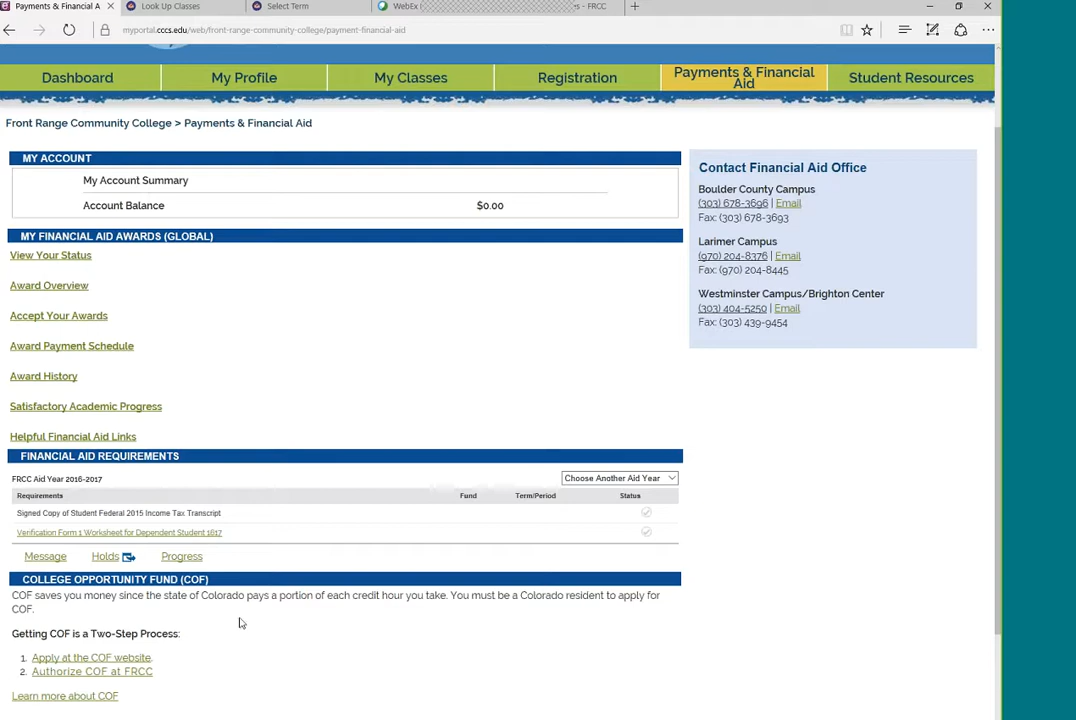 Payments & Financial A
Look Up Classes
Select Term
WebEx
- FRCC
myportal.cccs.edu/web/front-range-community-college/payment-financial-aid
Dashboard
My Profile
My Classes
Registration
Payments & Financial
Aid
Student Resources
Front Range Community College > Payments & Financial Aid
MY ACCOUNT
My Account Summary
Account Balance $0.00
MY FINANCIAL AID AWARDS (GLOBAL)
View Your Status
Award Overview
Accept Your Awards
Award Payment Schedule
Award History
Satisfactory Academic Progress
Helpful Financial Aid Links
FINANCIAL AID REQUIREMENTS
FRCC Aid Year 2016-2017
Choose Another Aid Year
Requirements Fund Term/Period Status
Signed Copy of Student Federal 2015 Income Tax Transcript
Verification Form 1 Worksheet for Dependent Student 1617
Message Holds Progress
COLLEGE OPPORTUNITY FUND (COF)
COF saves you money since the state of Colorado pays a portion of each credit hour you take. You must be a Colorado resident to apply for
COF.
Getting COF is a Two-Step Process:
1. Apply at the COF website.
2. Authorize COF at FRCC
Learn more about COF
Contact Financial Aid Office
Boulder County Campus
(303) 678-3696 | Email
Fax: (303) 678-3693
Larimer Campus
(970) 204-8376 | Email
Fax: (970) 204-8445
Westminster Campus/Brighton Center
(303) 404-5250 | Email
Fax: (303) 439-9454